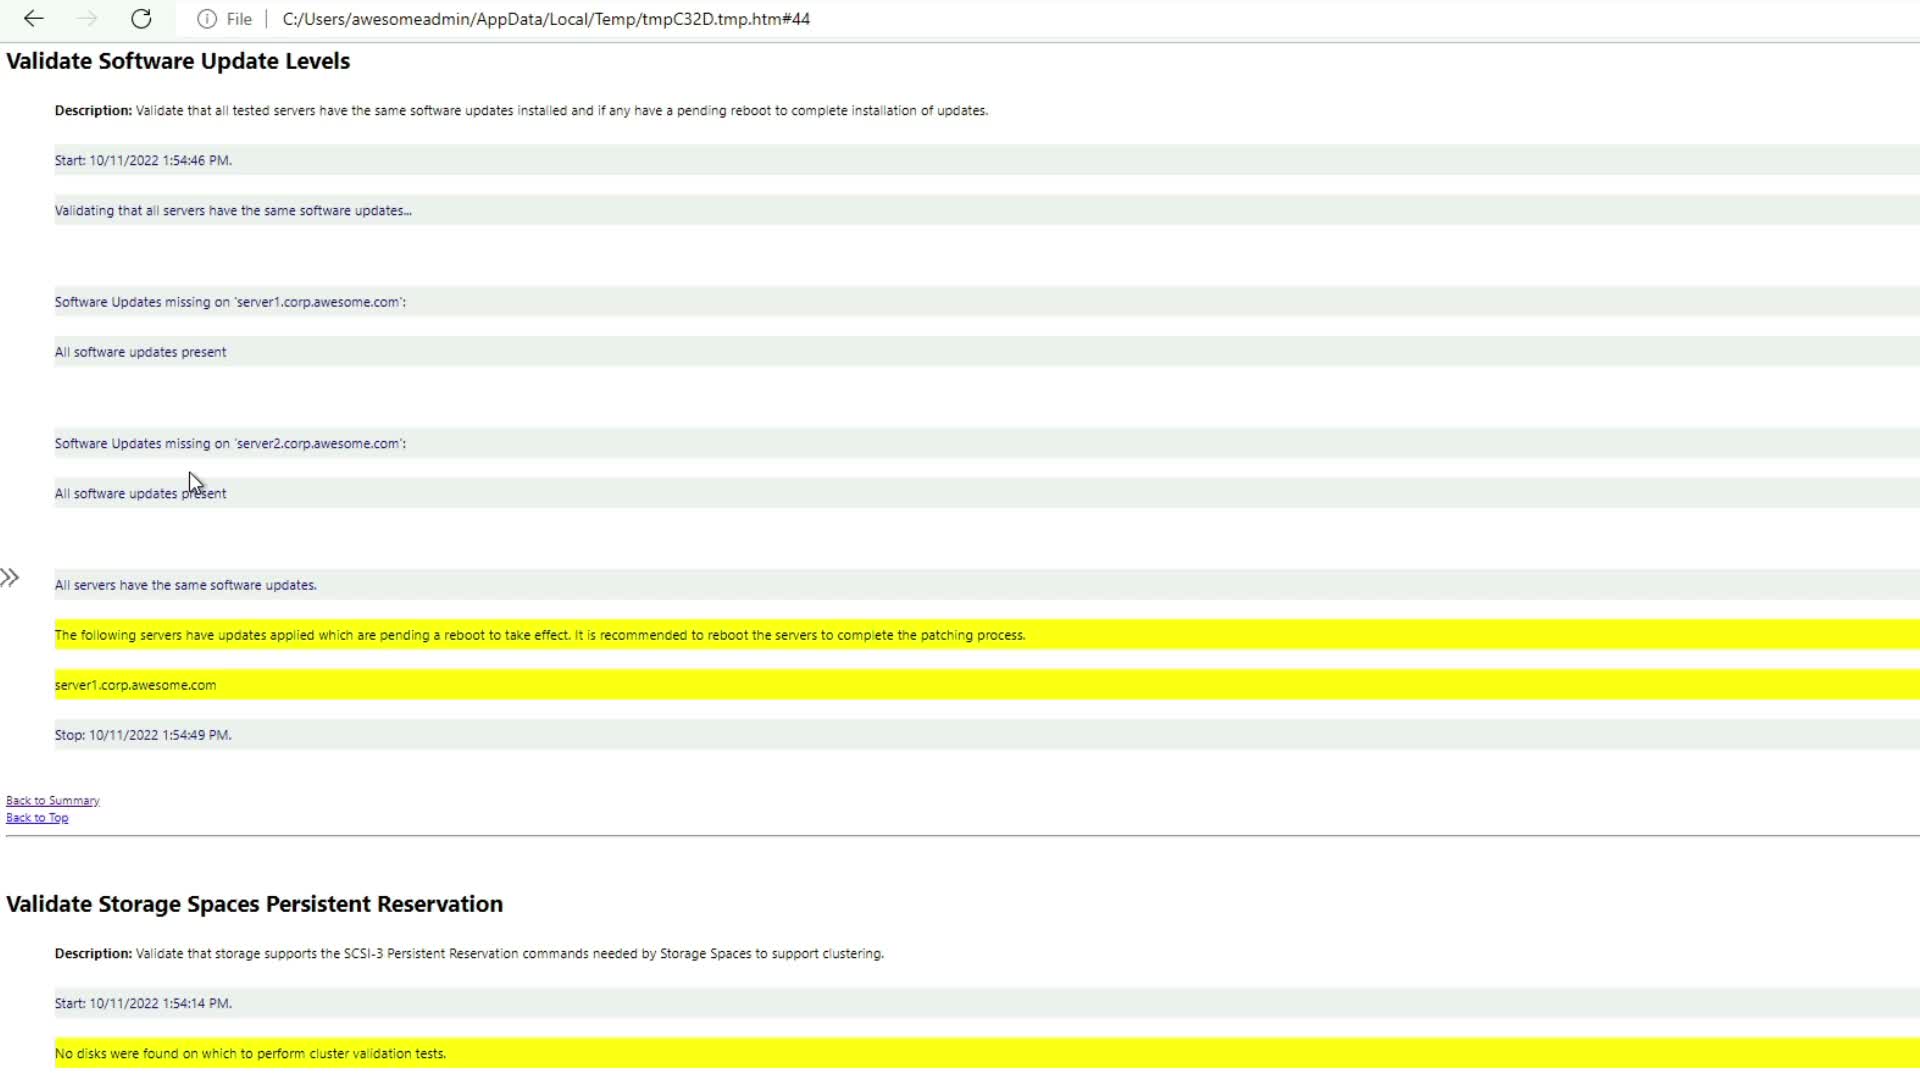 File | C:/Users/awesomeadmin/AppData/Local/Temp/tmpC32D.tmp.htm#44
Validate Software Update Levels
Description: Validate that all tested servers have the same software updates installed and if any have a pending reboot to complete installation of updates.
Start: 10/11/2022 1:54:46 PM.
Validating that all servers have the same software updates...
Software Updates missing on 'server1.corp.awesome.com':
All software updates present
Software Updates missing on 'server2.corp.awesome.com':
All software updates present
All servers have the same software updates.
The following servers have updates applied which are pending a reboot to take effect. It is recommended to reboot the servers to complete the patching process.
server1.corp.awesome.com
Stop: 10/11/2022 1:54:49 PM.
Back to Summary
Back to Top
Validate Storage Spaces Persistent Reservation
Description: Validate that storage supports the SCSI-3 Persistent Reservation commands needed by Storage Spaces to support clustering.
Start: 10/11/2022 1:54:14 PM.
No disks were found on which to perform cluster validation tests.